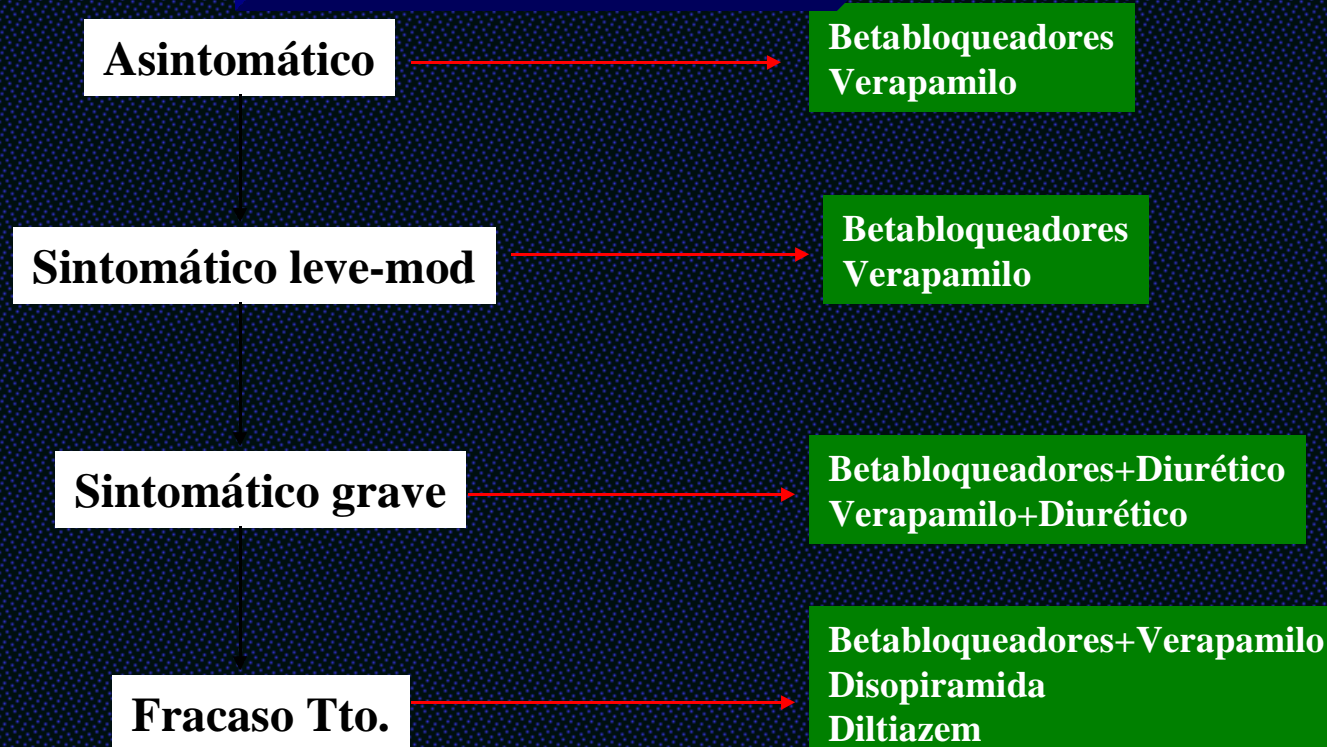 Asintomático
Betabloqueadores
Verapamilo
Sintomático leve-mod
Betabloqueadores
Verapamilo
Sintomático grave
Betabloqueadores+Diurético
Verapamilo+Diurético
Fracaso Tto.
Betabloqueadores+Verapamilo
Disopiramida
Diltiazem